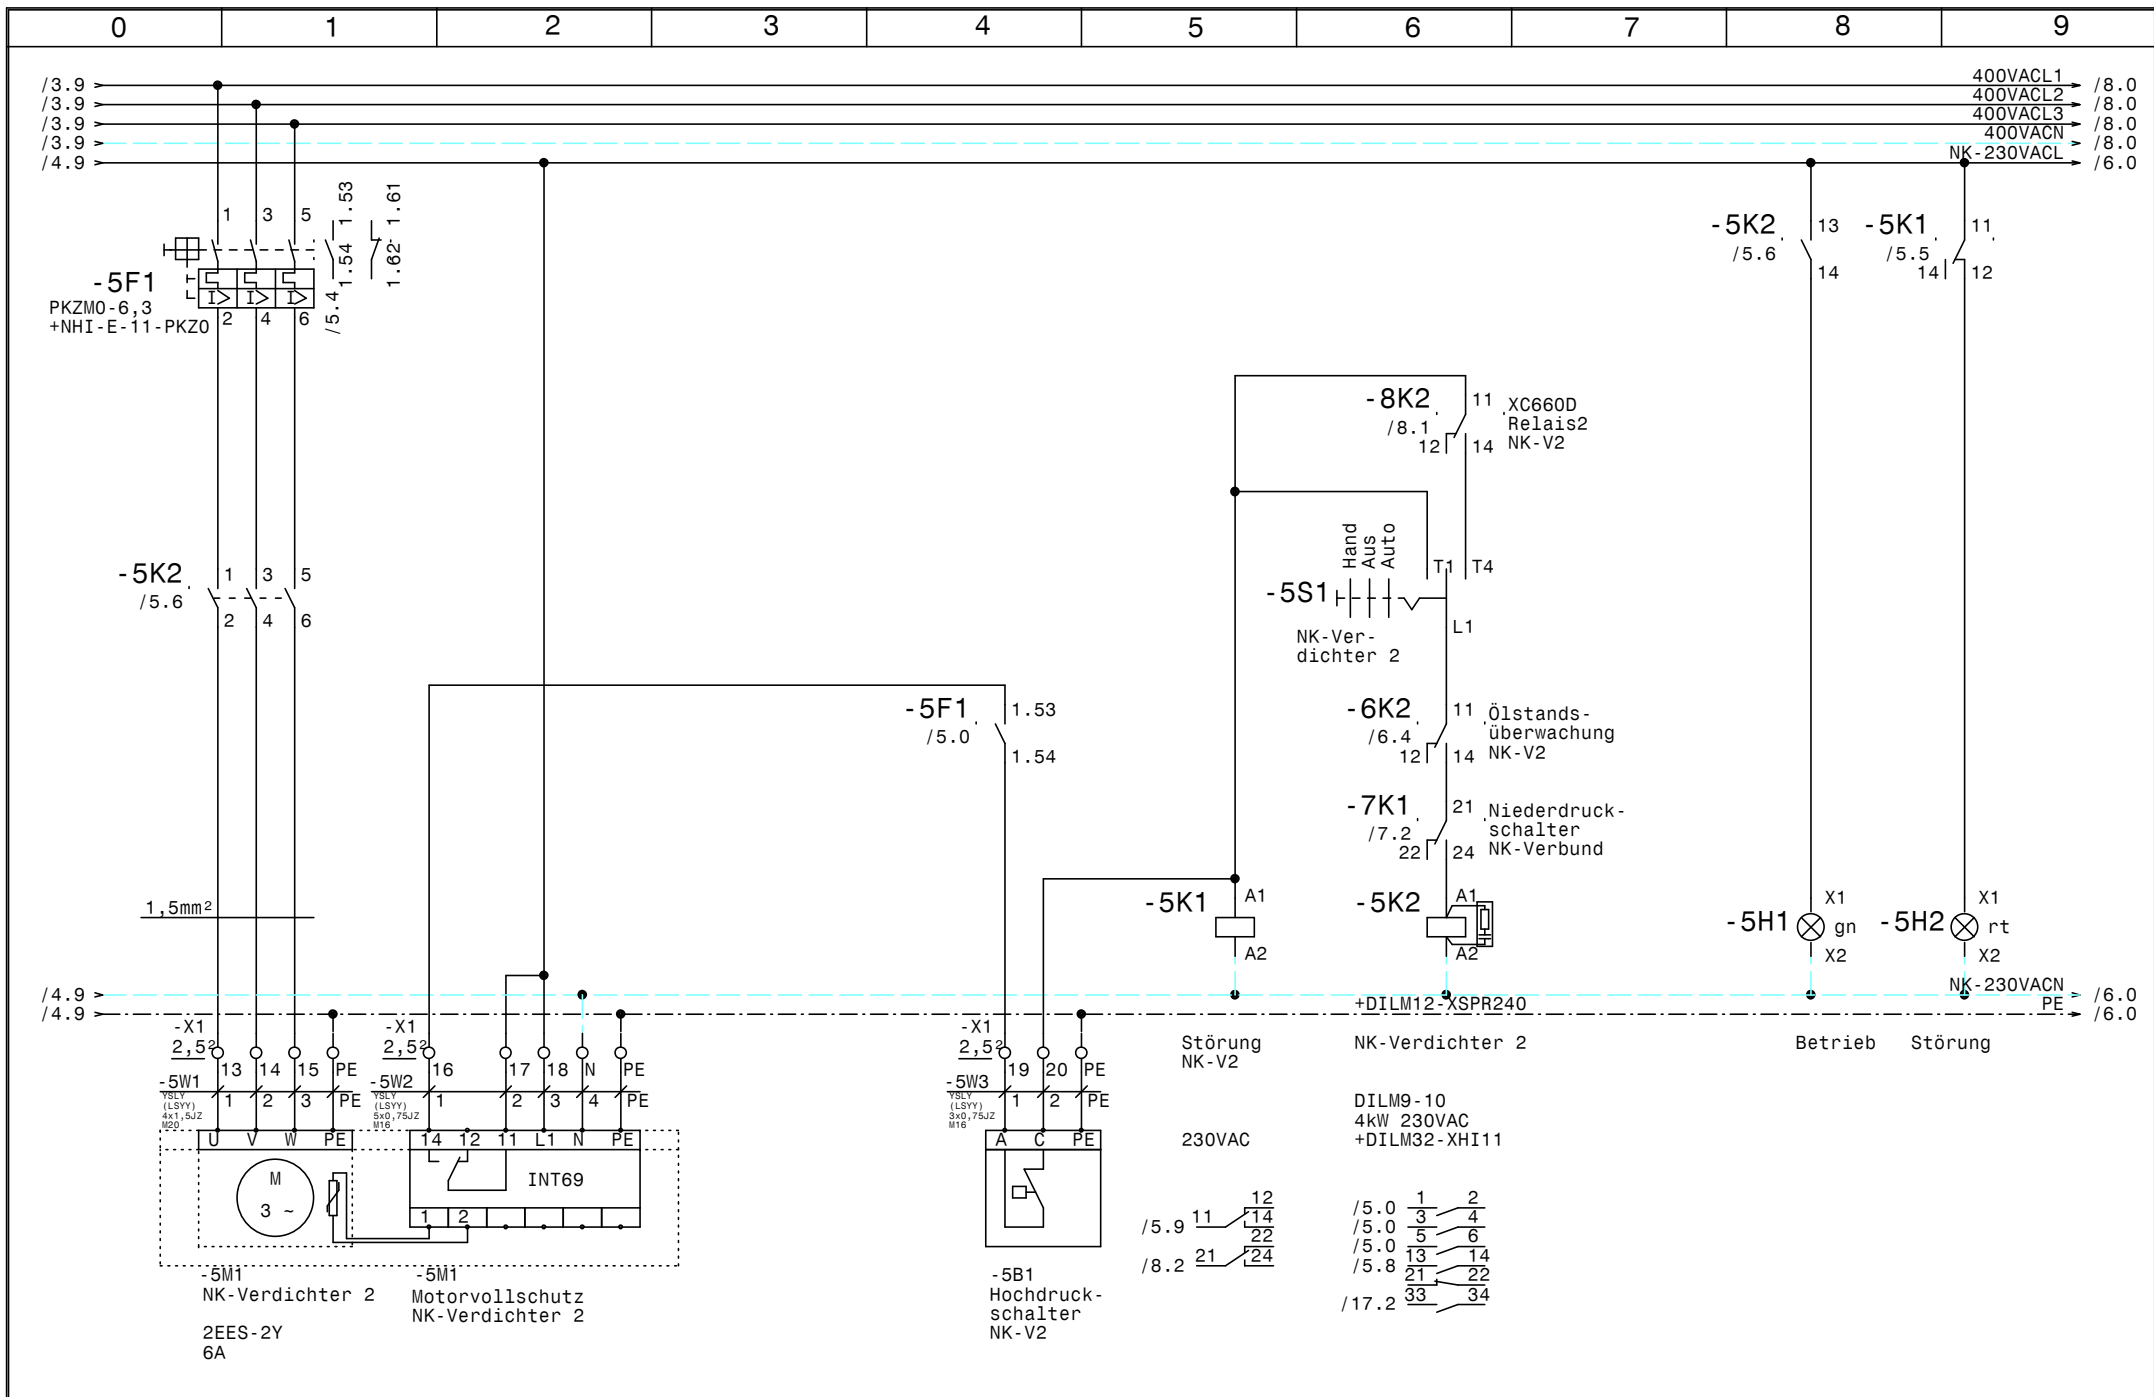 0 1 2 3 4 5 6 7 8 9
/3.9 400VACL1 /8.0
/3.9 400VACL2 /8.0
/3.9 400VACL3 /8.0
/3.9 400VACN /8.0
/4.9 NK-230VACL /6.0
1 3 5
1.53
1.54
1.61
1.62
/5.4
-5F1
I> I> I>
PKZM0-6,3
+NHI-E-11-PKZ0
2 4 6
-5K2
/5.6
13
14
-5K1
/5.5
11
14 12
-8K2
/8.1
11
12 14
XC660D
Relais2
NK-V2
Hand
Aus
Auto
T1 T4
-5S1
L1
NK-Ver-
dichter 2
-5K2
/5.6
1 3 5
2 4 6
-5F1
/5.0
1.53
1.54
-6K2
/6.4
11
12 14
Ölstands-
überwachung
NK-V2
-7K1
/7.2
21
22 24
Niederdruck-
schalter
NK-Verbund
1,5mm²
-5K1
A1
A2
-5K2
A1
A2
-5H1
X1
gn
X2
-5H2
X1
rt
X2
/4.9 NK-230VACN /6.0
/4.9 PE /6.0
+DILM12-XSPR240
-X1
2,5²
13 14 15 PE
-5W1
YSLY
(LSYY)
4x1,5JZ
M20
1 2 3 PE
U V W PE
M
3 ~
-5M1
NK-Verdichter 2
2EES-2Y
6A
-X1
2,5²
16 17 18 N PE
-5W2
YSLY
(LSYY)
5x0,75JZ
M16
1 2 3 4 PE
14 12 11 L1 N PE
INT69
1 2
-5M1
Motorvollschutz
NK-Verdichter 2
-X1
2,5²
19 20 PE
-5W3
YSLY
(LSYY)
3x0,75JZ
M16
1 2 PE
A C PE
-5B1
Hochdruck-
schalter
NK-V2
Störung
NK-V2
230VAC
12
/5.9 11 14
22
/8.2 21 24
NK-Verdichter 2
DILM9-10
4kW 230VAC
+DILM32-XHI11
/5.0 1 2
/5.0 3 4
/5.0 5 6
/5.8 13 14
21 22
/17.2 33 34
Betrieb
Störung